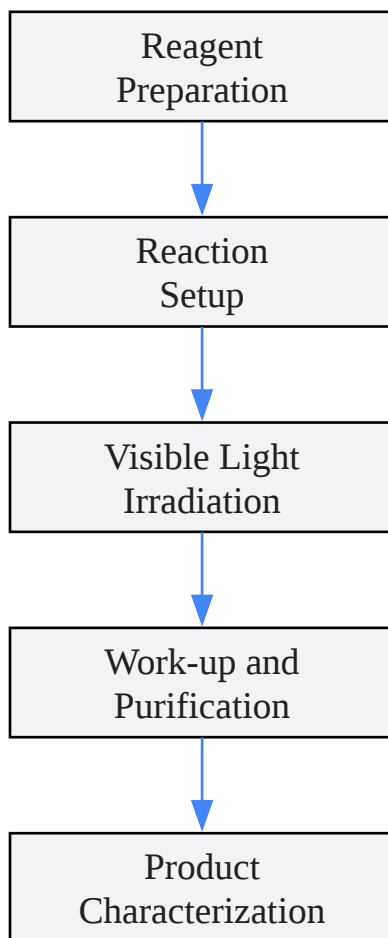 Reagent
Preparation
Reaction
Setup
Visible Light
Irradiation
Work-up and
Purification
Product
Characterization